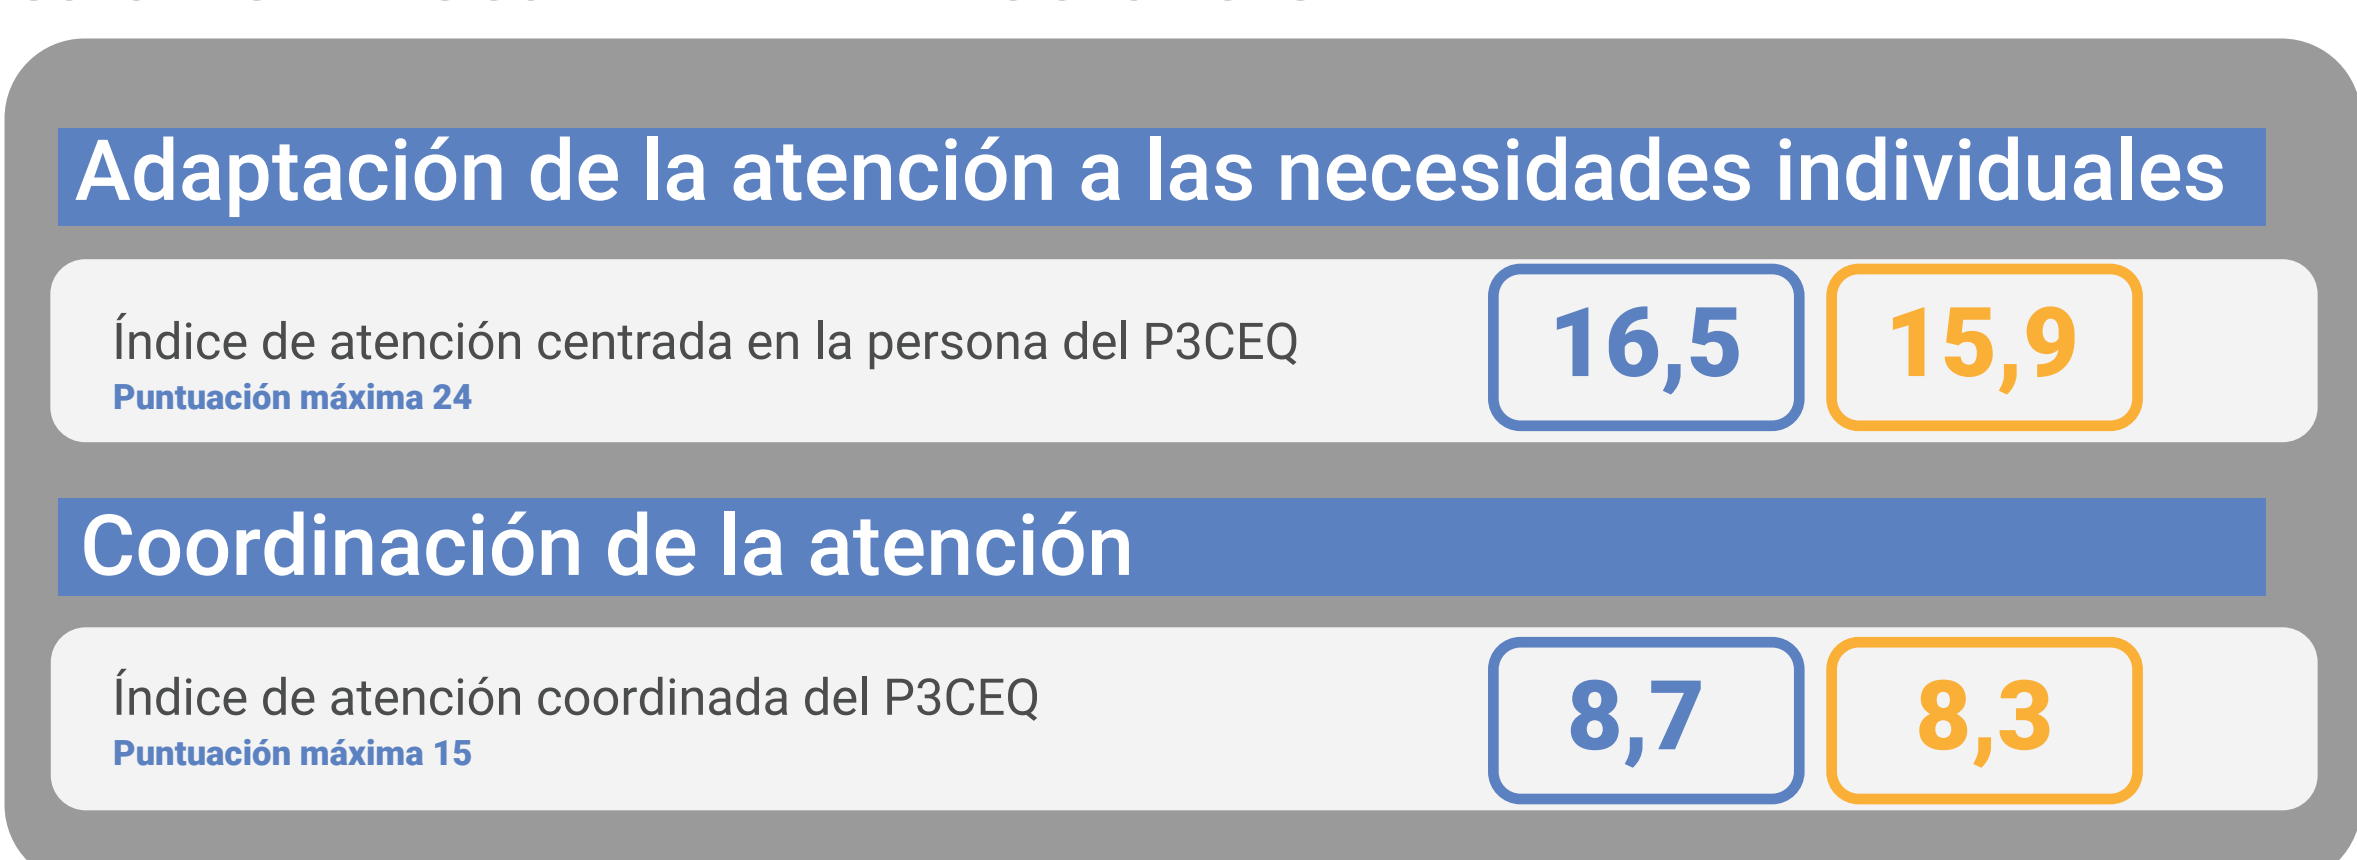 Adaptación de la atención a las necesidades individuales
Índice de atención centrada en la persona del P3CEQ
Puntuación máxima 24
16,5
15,9
Coordinación de la atención
Índice de atención coordinada del P3CEQ
Puntuación máxima 15
8,7
8,3